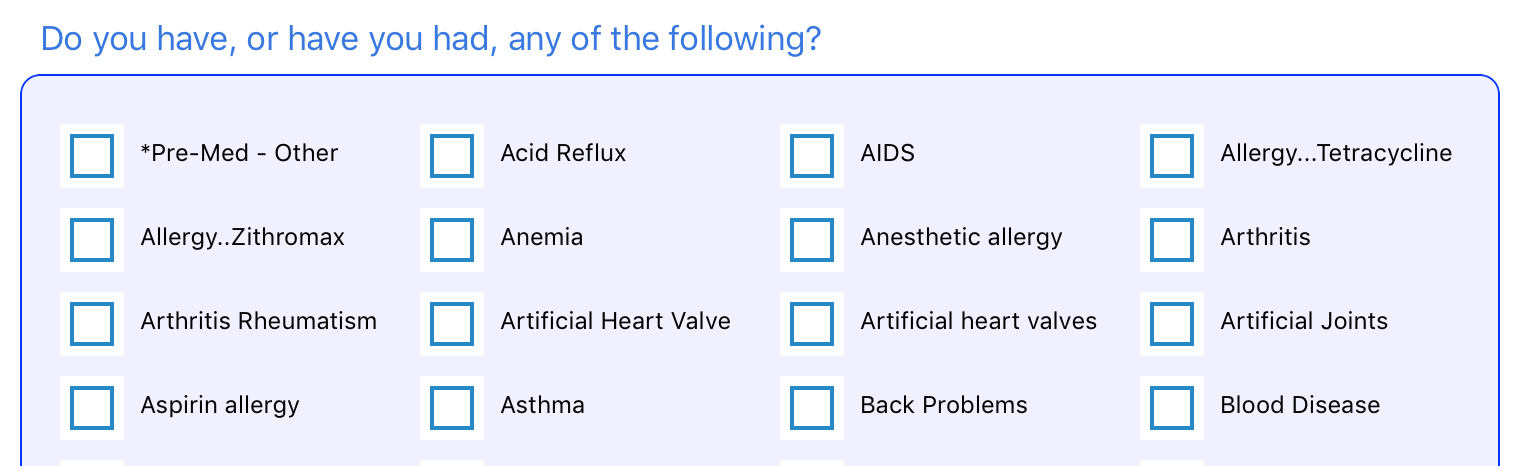 Do you have, or have you had, any of the following?
*Pre-Med - Other Acid Reflux AIDS Allergy...Tetracycline
Allergy..Zithromax Anemia Anesthetic allergy Arthritis
Arthritis Rheumatism Artificial Heart Valve Artificial heart valves Artificial Joints
Aspirin allergy Asthma Back Problems Blood Disease